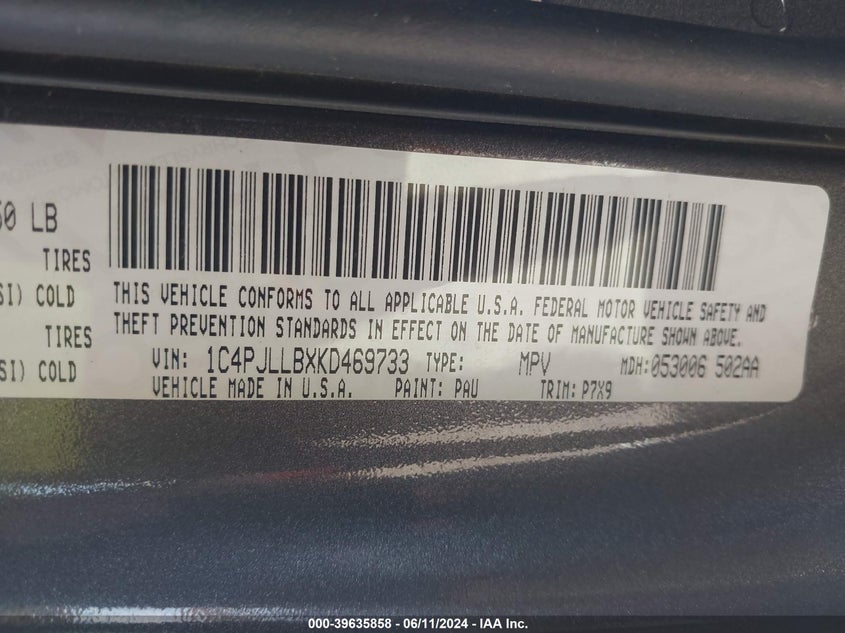 50 LB
TIRES
SI) COLD
TIRES
SI) COLD
THIS VEHICLE CONFORMS TO ALL APPLICABLE U.S.A. FEDERAL MOTOR VEHICLE SAFETY AND
THEFT PREVENTION STANDARDS IN EFFECT ON THE DATE OF MANUFACTURE SHOWN ABOVE.
VIN: 1C4PJLLBXKD469733 TYPE: MPV MDH:053006 502AA
VEHICLE MADE IN U.S.A. PAINT: PAU TRIM: P7X9
000-39635858 - 06/11/2024 - IAA Inc.